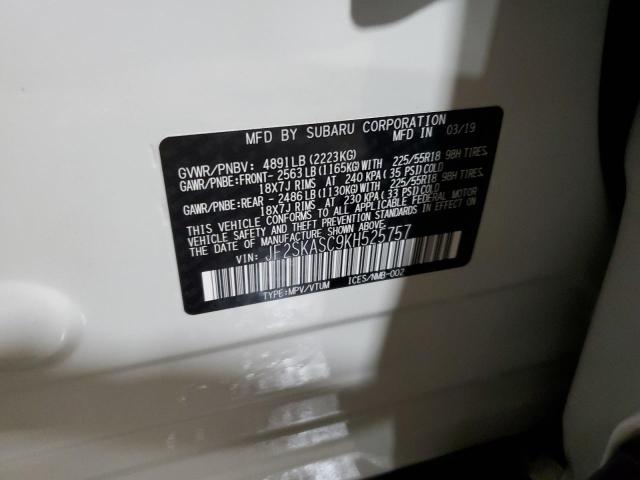 MFD BY SUBARU CORPORATION
MFD IN 03/19
GVWR/PNBV: 4891LB (2223KG)
GAWR/PNBE:FRONT- 2563LB (1165KG)WITH 225/55R18 98H TIRES,
18X7J RIMS AT 240 KPA (35 PSI)COLD
GAWR/PNBE:REAR - 2486LB (1130KG)WITH 225/55R18 98H TIRES,
18X7J RIMS AT 230 KPA (33 PSI)COLD
THIS VEHICLE CONFORMS TO ALL APPLICABLE FEDERAL MOTOR
VEHICLE SAFETY AND THEFT PREVENTION STANDARDS IN EFFECT ON
THE DATE OF MANUFACTURE SHOWN ABOVE.
VIN: JF2SKASC9KH525757
TYPE:MPV/VTUM ICES/NMB-002